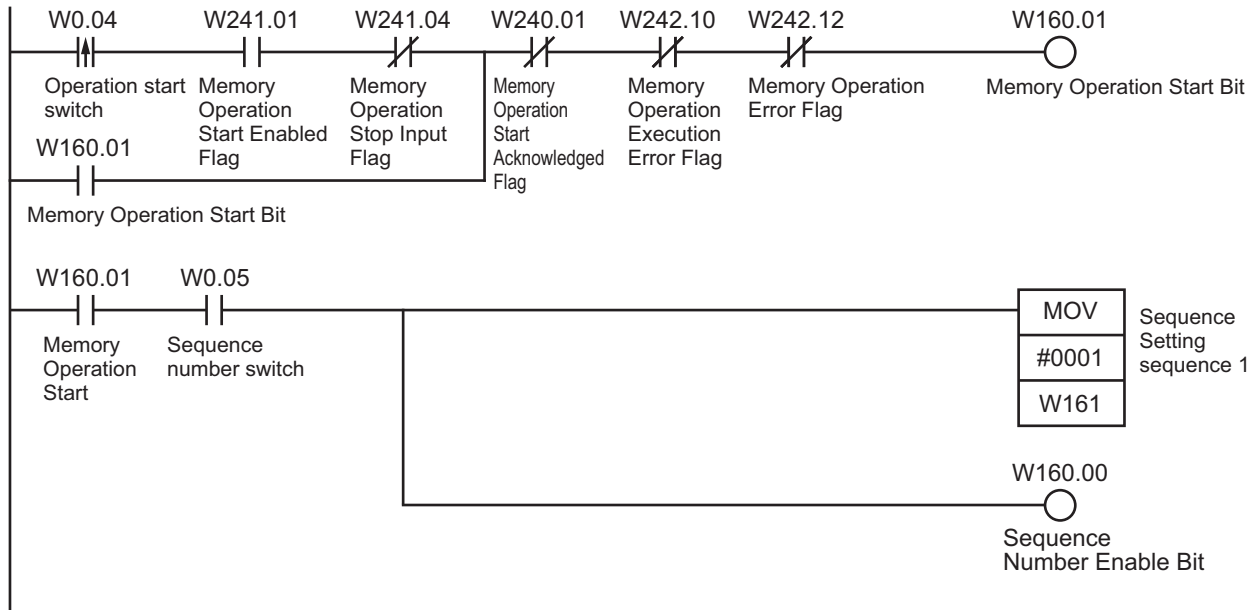 W0.04 W241.01 W241.04 W240.01 W242.10 W242.12 W160.01
Operation start
switch
Memory
Operation
Start Enabled
Flag
Memory
Operation
Stop Input
Flag
Memory
Operation
Start
Acknowledged
Flag
Memory
Operation
Execution
Error Flag
Memory Operation
Error Flag
Memory Operation Start Bit
W160.01
Memory Operation Start Bit
W160.01 W0.05
Memory
Operation
Start
Sequence
number switch
MOV
#0001
W161
Sequence
Setting
sequence 1
W160.00
Sequence
Number Enable Bit